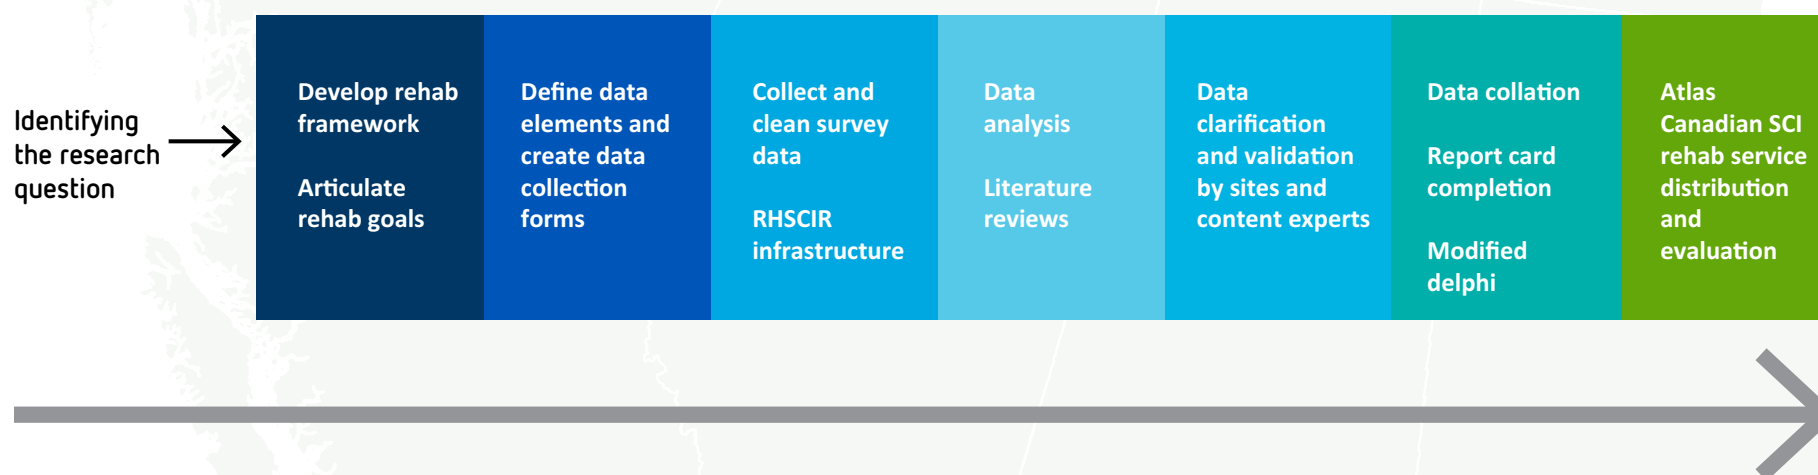 Identifying
the research
question
Develop rehab
framework
Articulate
rehab goals
Define data
elements and
create data
collection
forms
Collect and
clean survey
data
RHSCIR
infrastructure
Data
analysis
Literature
reviews
Data
clarification
and validation
by sites and
content experts
Data collation
Report card
completion
Modified
delphi
Atlas
Canadian SCI
rehab service
distribution
and
evaluation